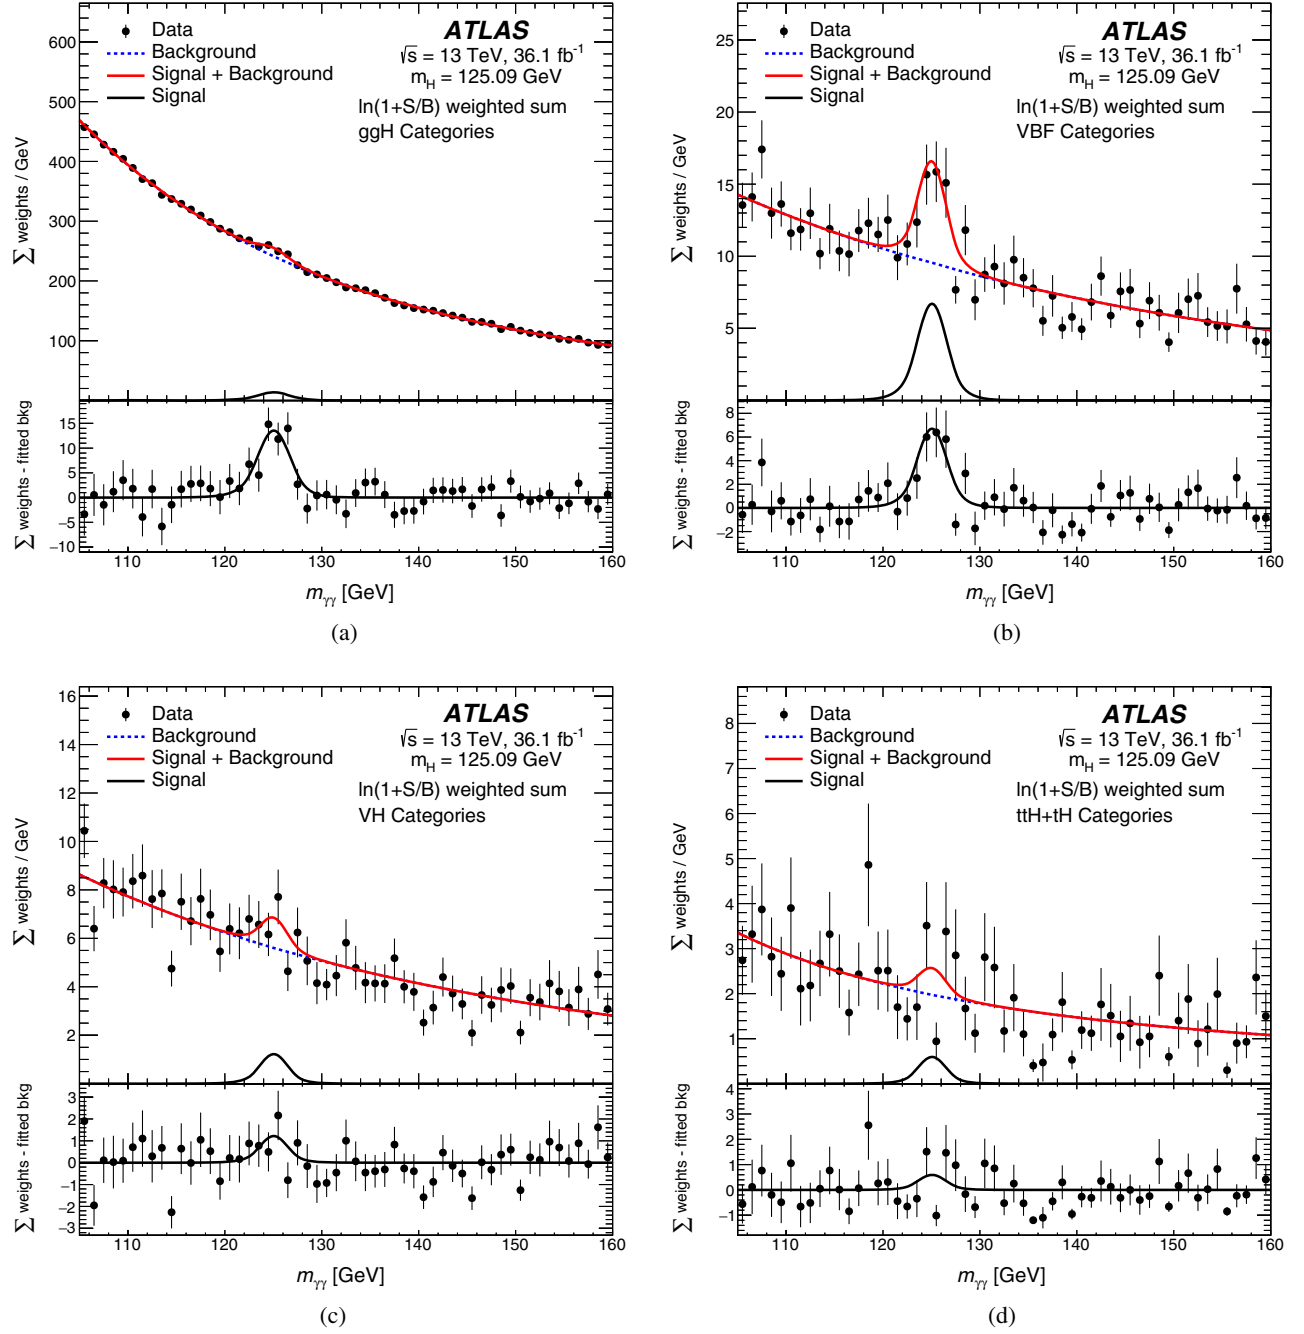 Data
Background
Signal + Background
Signal
ATLAS
√s = 13 TeV, 36.1 fb⁻¹
m_H = 125.09 GeV
ln(1+S/B) weighted sum
ggH Categories
∑ weights / GeV
600
500
400
300
200
100
∑ weights - fitted bkg
15
10
5
0
−5
−10
110 120 130 140 150 160
m_γγ [GeV]
(a)
Data
Background
Signal + Background
Signal
ATLAS
√s = 13 TeV, 36.1 fb⁻¹
m_H = 125.09 GeV
ln(1+S/B) weighted sum
VBF Categories
∑ weights / GeV
25
20
15
10
5
∑ weights - fitted bkg
8
6
4
2
0
−2
110 120 130 140 150 160
m_γγ [GeV]
(b)
Data
Background
Signal + Background
Signal
ATLAS
√s = 13 TeV, 36.1 fb⁻¹
m_H = 125.09 GeV
ln(1+S/B) weighted sum
VH Categories
∑ weights / GeV
16
14
12
10
8
6
4
2
∑ weights - fitted bkg
3
2
1
0
−1
−2
−3
110 120 130 140 150 160
m_γγ [GeV]
(c)
Data
Background
Signal + Background
Signal
ATLAS
√s = 13 TeV, 36.1 fb⁻¹
m_H = 125.09 GeV
ln(1+S/B) weighted sum
ttH+tH Categories
∑ weights / GeV
8
7
6
5
4
3
2
1
∑ weights - fitted bkg
4
3
2
1
0
−1
110 120 130 140 150 160
m_γγ [GeV]
(d)